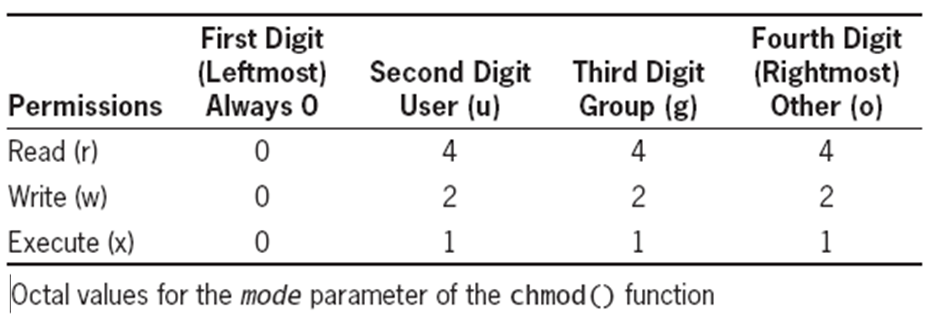 First Digit Fourth Digit
(Leftmost) Second Digit Third Digit (Rightmost)
Permissions Always 0 User (u) Group (g) Other (o)
Read (r) 0 4 4 4
Write (w) 0 2 2 2
Execute (x) 0 1 1 1
Octal values for the mode parameter of the chmod() function